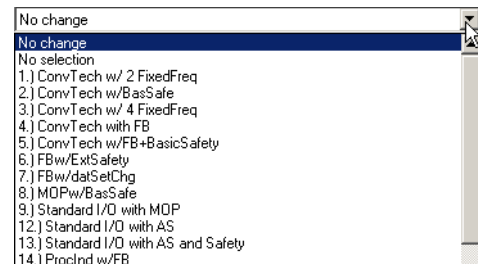 No change
No change
No selection
1.) ConvTech w/ 2 FixedFreq
2.) ConvTech w/BasSafe
3.) ConvTech w/ 4 FixedFreq
4.) ConvTech with FB
5.) ConvTech w/FB+BasicSafety
6.) FBw/ExtSafety
7.) FBw/datSetChg
8.) MOPw/BasSafe
9.) Standard I/O with MOP
12.) Standard I/O with AS
13.) Standard I/O with AS and Safety
14.) ProcInd w/FB